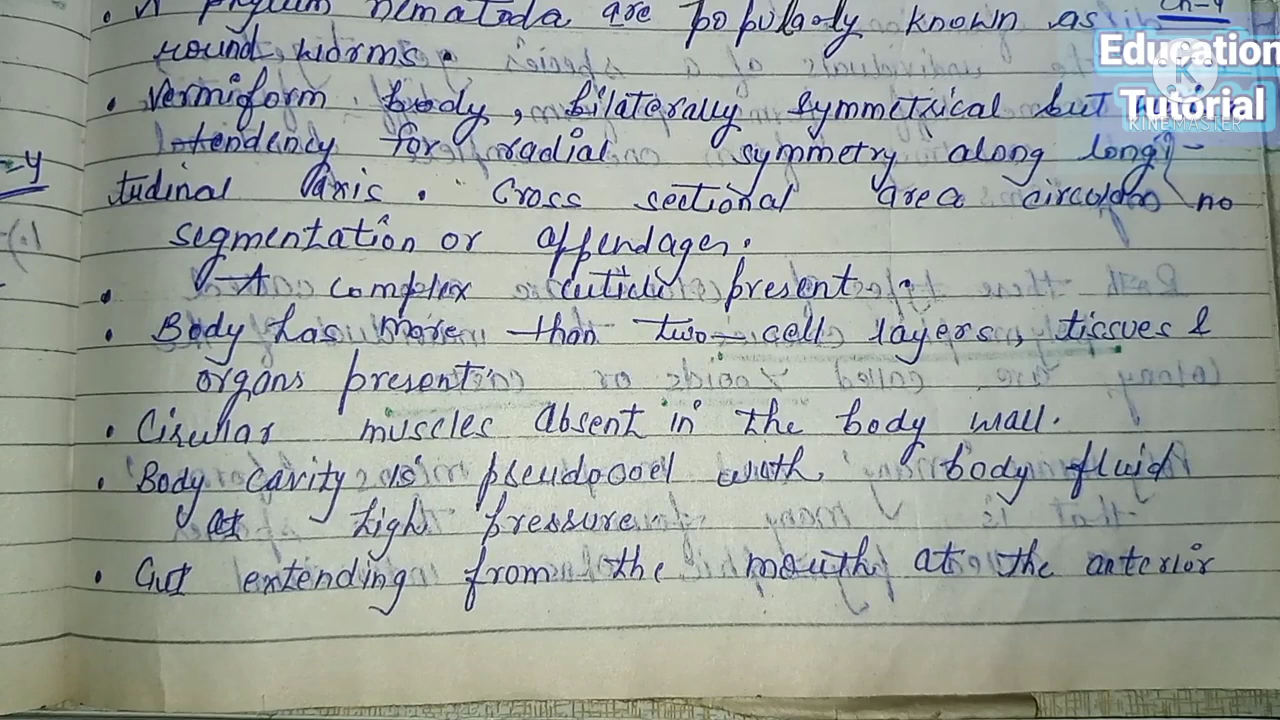 • A phylum nematoda are popularly known as
round worms.
• Vermiform body, bilaterally symmetrical but
tendency for radial symmetry along longi-
tudinal axis. Cross sectional area circular no
segmentation or appendages.
• A complex cuticle present
• Body has more than two cell layers, tissues &
organs present
• Circular muscles absent in the body wall.
• Body cavity is pseudocoel with body fluid
at high pressure
• Gut extending from the mouth at the anterior
Ch-4
Education
Tutorial
KINEMASTER